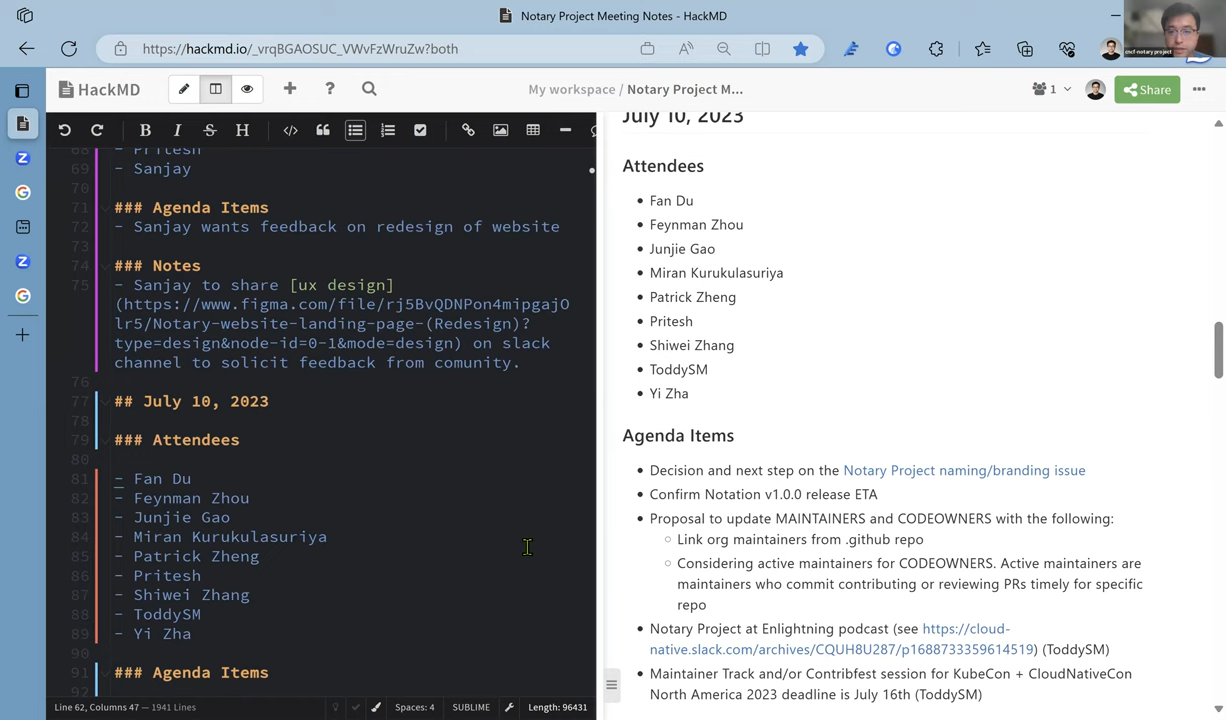 Notary Project Meeting Notes - HackMD
https://hackmd.io/_vrqBGAOSUC_VWvFzWruZw?both
cncf-notary project
HackMD
My workspace / Notary Project M...
1
Share
B I S H
68 - Pritesh
69 - Sanjay
70
71 ### Agenda Items
72 - Sanjay wants feedback on redesign of website
73
74 ### Notes
75 - Sanjay to share [ux design]
(https://www.figma.com/file/rj5BvQDNPon4mipgajO
lr5/Notary-website-landing-page-(Redesign)?
type=design&node-id=0-1&mode=design) on slack
channel to solicit feedback from comunity.
76
77 ## July 10, 2023
78
79 ### Attendees
80
81 - Fan Du
82 - Feynman Zhou
83 - Junjie Gao
84 - Miran Kurukulasuriya
85 - Patrick Zheng
86 - Pritesh
87 - Shiwei Zhang
88 - ToddySM
89 - Yi Zha
90
91 ### Agenda Items
92
Line 62, Columns 47 — 1941 Lines
Spaces: 4
SUBLIME
Length: 96431
July 10, 2023
Attendees
• Fan Du
• Feynman Zhou
• Junjie Gao
• Miran Kurukulasuriya
• Patrick Zheng
• Pritesh
• Shiwei Zhang
• ToddySM
• Yi Zha
Agenda Items
• Decision and next step on the Notary Project naming/branding issue
• Confirm Notation v1.0.0 release ETA
• Proposal to update MAINTAINERS and CODEOWNERS with the following:
○ Link org maintainers from .github repo
○ Considering active maintainers for CODEOWNERS. Active maintainers are
maintainers who commit contributing or reviewing PRs timely for specific
repo
• Notary Project at Enlightning podcast (see https://cloud-
native.slack.com/archives/CQUH8U287/p1688733359614519) (ToddySM)
• Maintainer Track and/or Contribfest session for KubeCon + CloudNativeCon
North America 2023 deadline is July 16th (ToddySM)